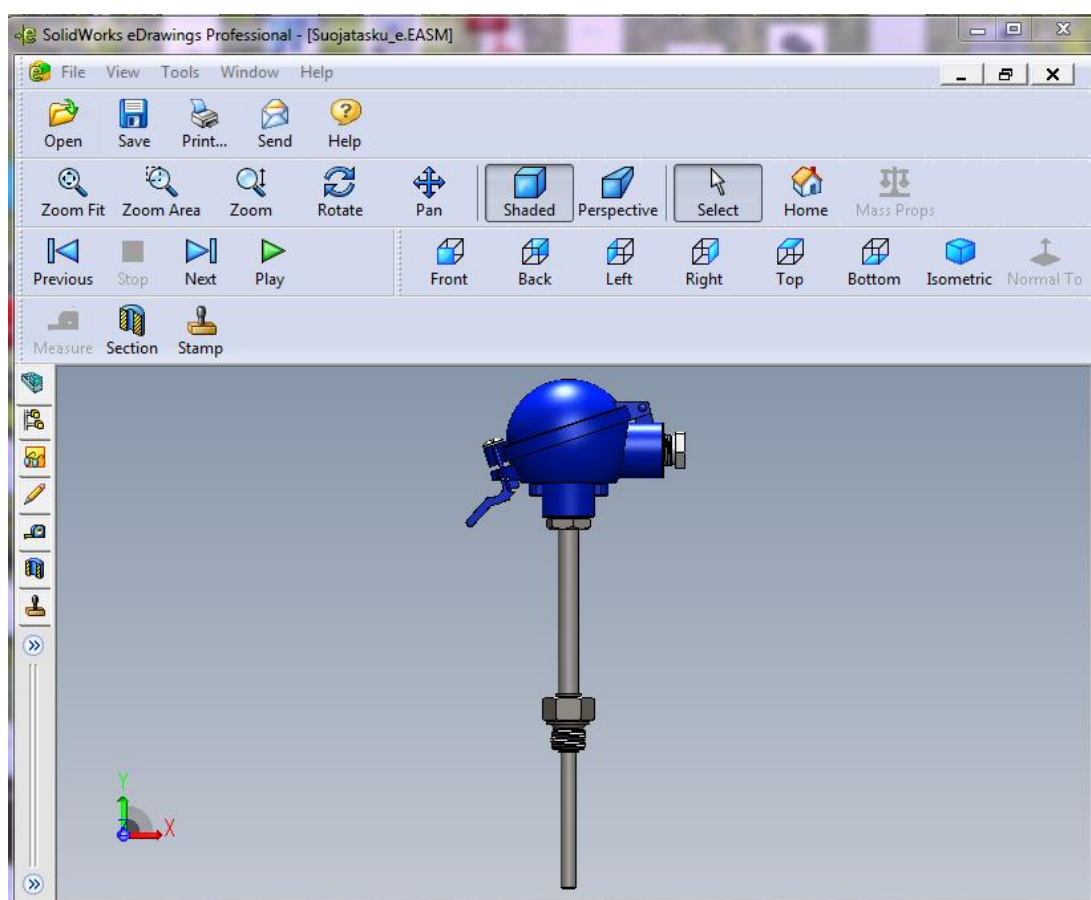 SolidWorks eDrawings Professional - [Suojatasku_e.EASM]
File View Tools Window Help
Open Save Print... Send Help
Zoom Fit Zoom Area Zoom Rotate Pan Shaded Perspective Select Home Mass Props
Previous Stop Next Play Front Back Left Right Top Bottom Isometric Normal To
Measure Section Stamp
Y
X